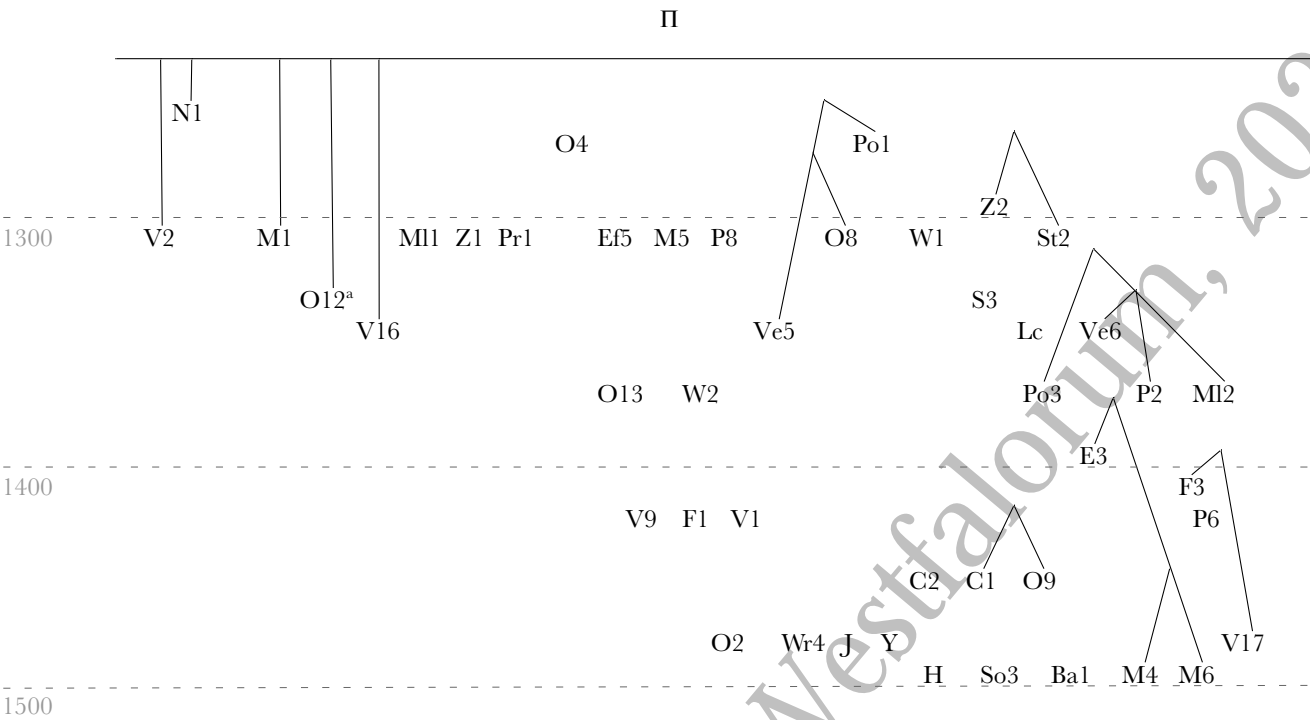 Π
N1
O4 Po1
Z2
1300 V2 M1 Ml1 Z1 Pr1 Ef5 M5 P8 O8 W1 St2
O12ª S3
V16 Ve5 Lc Ve6
O13 W2 Po3 P2 Ml2
E3
1400 F3
V9 F1 V1 P6
C2 C1 O9
O2 Wr4 J Y V17
H So3 Ba1 M4 M6
1500
Westfalorum, 202